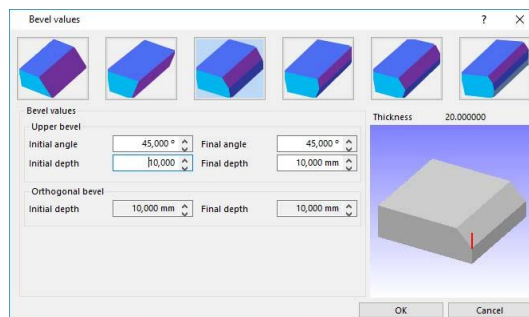 Bevel values
? ×
Bevel values
Thickness 20.000000
Upper bevel
Initial angle 45,000 ° Final angle 45,000 °
Initial depth 10,000 Final depth 10,000 mm
Orthogonal bevel
Initial depth 10,000 mm Final depth 10,000 mm
OK Cancel